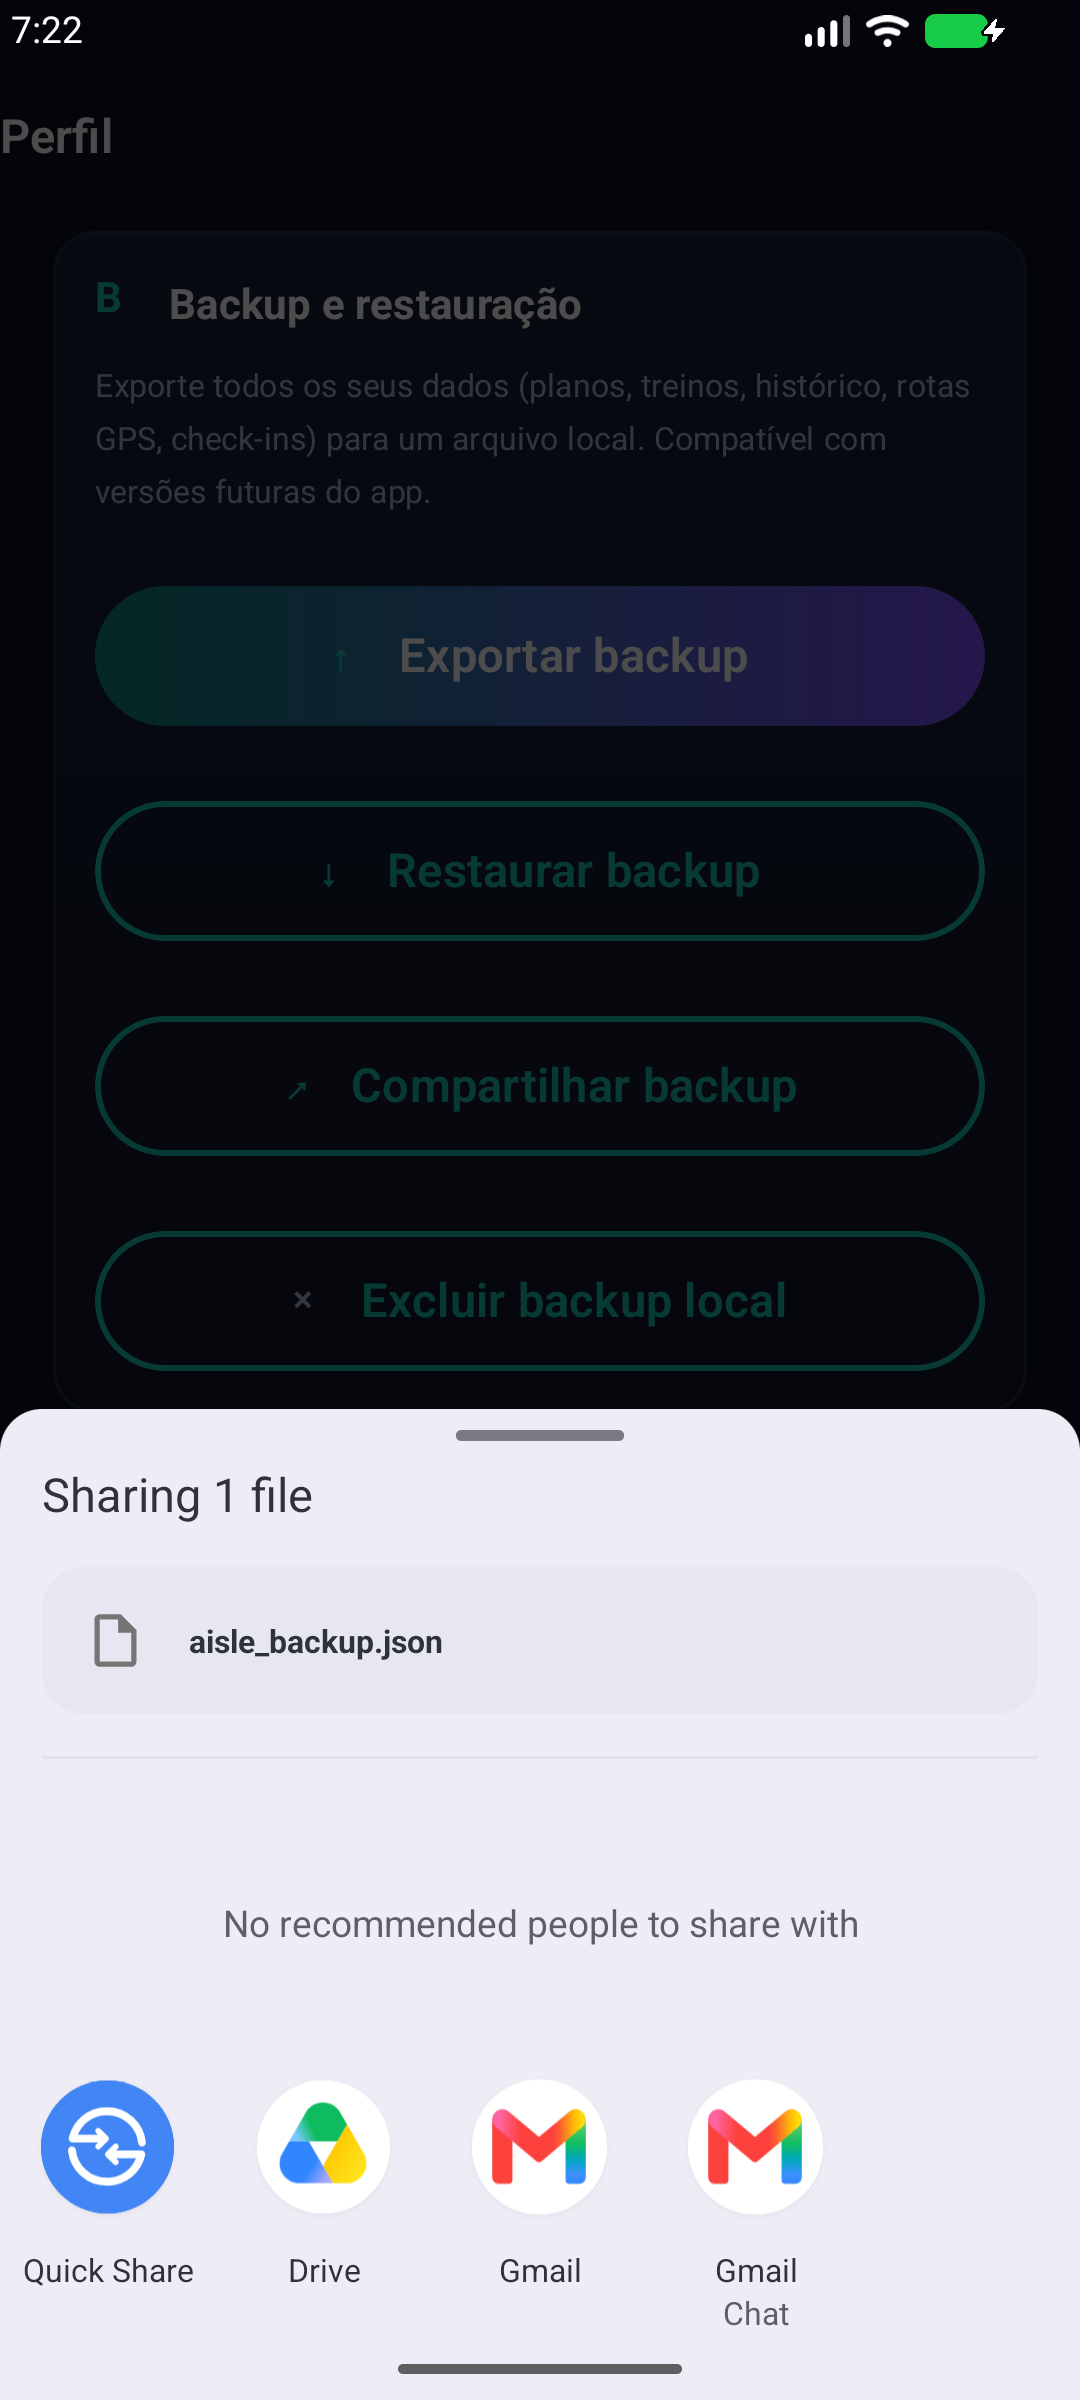 7:22
Perfil
B Backup e restauração
Exporte todos os seus dados (planos, treinos, histórico, rotas
GPS, check-ins) para um arquivo local. Compatível com
versões futuras do app.
↑ Exportar backup
↓ Restaurar backup
↗ Compartilhar backup
× Excluir backup local
Sharing 1 file
aisle_backup.json
No recommended people to share with
Quick Share
Drive
Gmail
Gmail
Chat